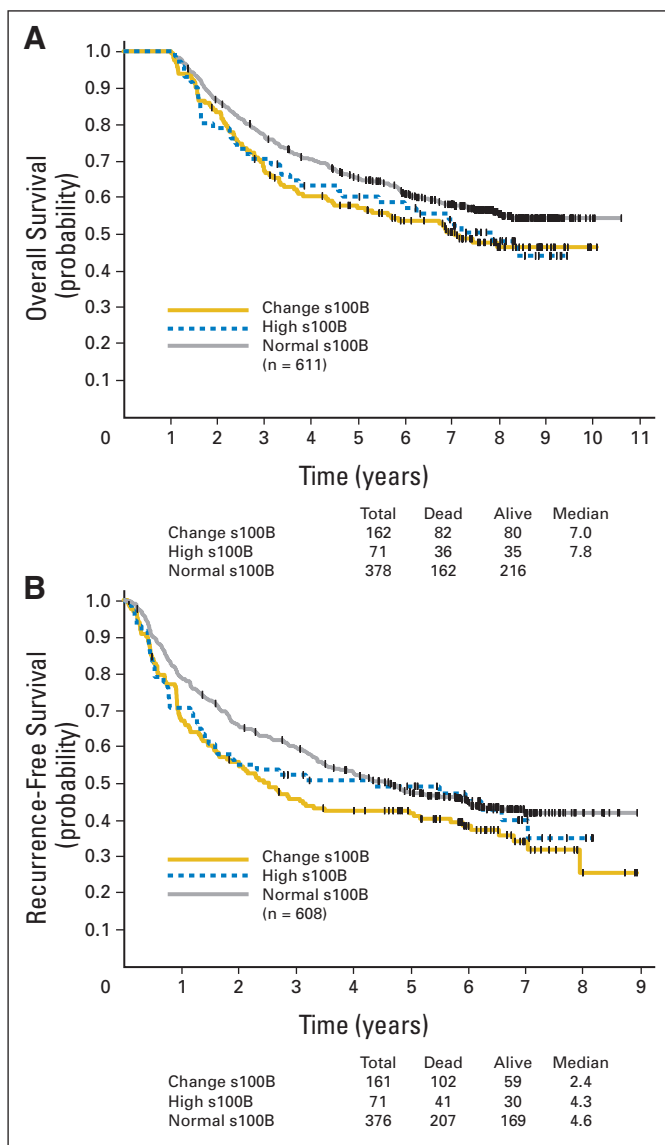 A
1.0
0.9
0.8
0.7
0.6
0.5
0.4
0.3
0.2
0.1
Overall Survival
(probability)
Change s100B
High s100B
Normal s100B
(n = 611)
0 1 2 3 4 5 6 7 8 9 10 11
Time (years)
Total Dead Alive Median
Change s100B 162 82 80 7.0
High s100B 71 36 35 7.8
Normal s100B 378 162 216
B
1.0
0.9
0.8
0.7
0.6
0.5
0.4
0.3
0.2
0.1
Recurrence-Free Survival
(probability)
Change s100B
High s100B
Normal s100B
(n = 608)
0 1 2 3 4 5 6 7 8 9
Time (years)
Total Dead Alive Median
Change s100B 161 102 59 2.4
High s100B 71 41 30 4.3
Normal s100B 376 207 169 4.6